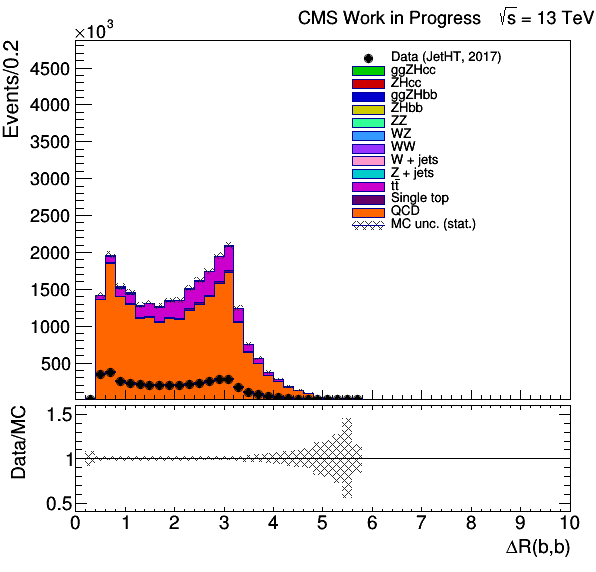 CMS Work in Progress √s = 13 TeV
×10³
Events/0.2
4500
4000
3500
3000
2500
2000
1500
1000
500
Data (JetHT, 2017)
ggZHcc
ZHcc
ggZHbb
ZHbb
ZZ
WZ
WW
W + jets
Z + jets
tt̄
Single top
QCD
MC unc. (stat.)
Data/MC
1.5
1
0.5
0 1 2 3 4 5 6 7 8 9 10
ΔR(b,b)